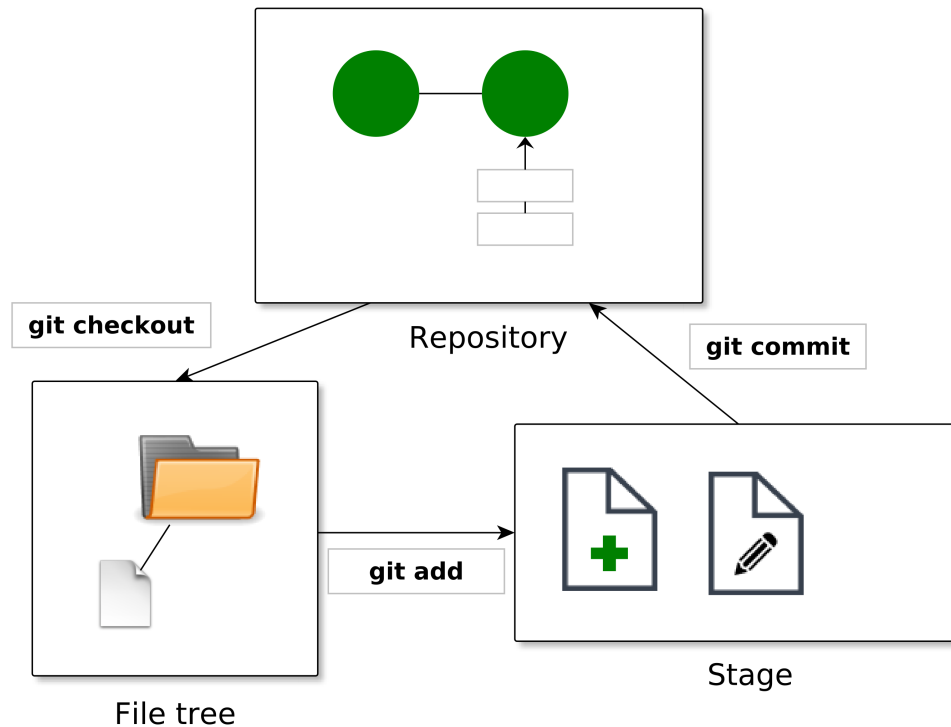 git checkout
Repository
git commit
git add
Stage
File tree